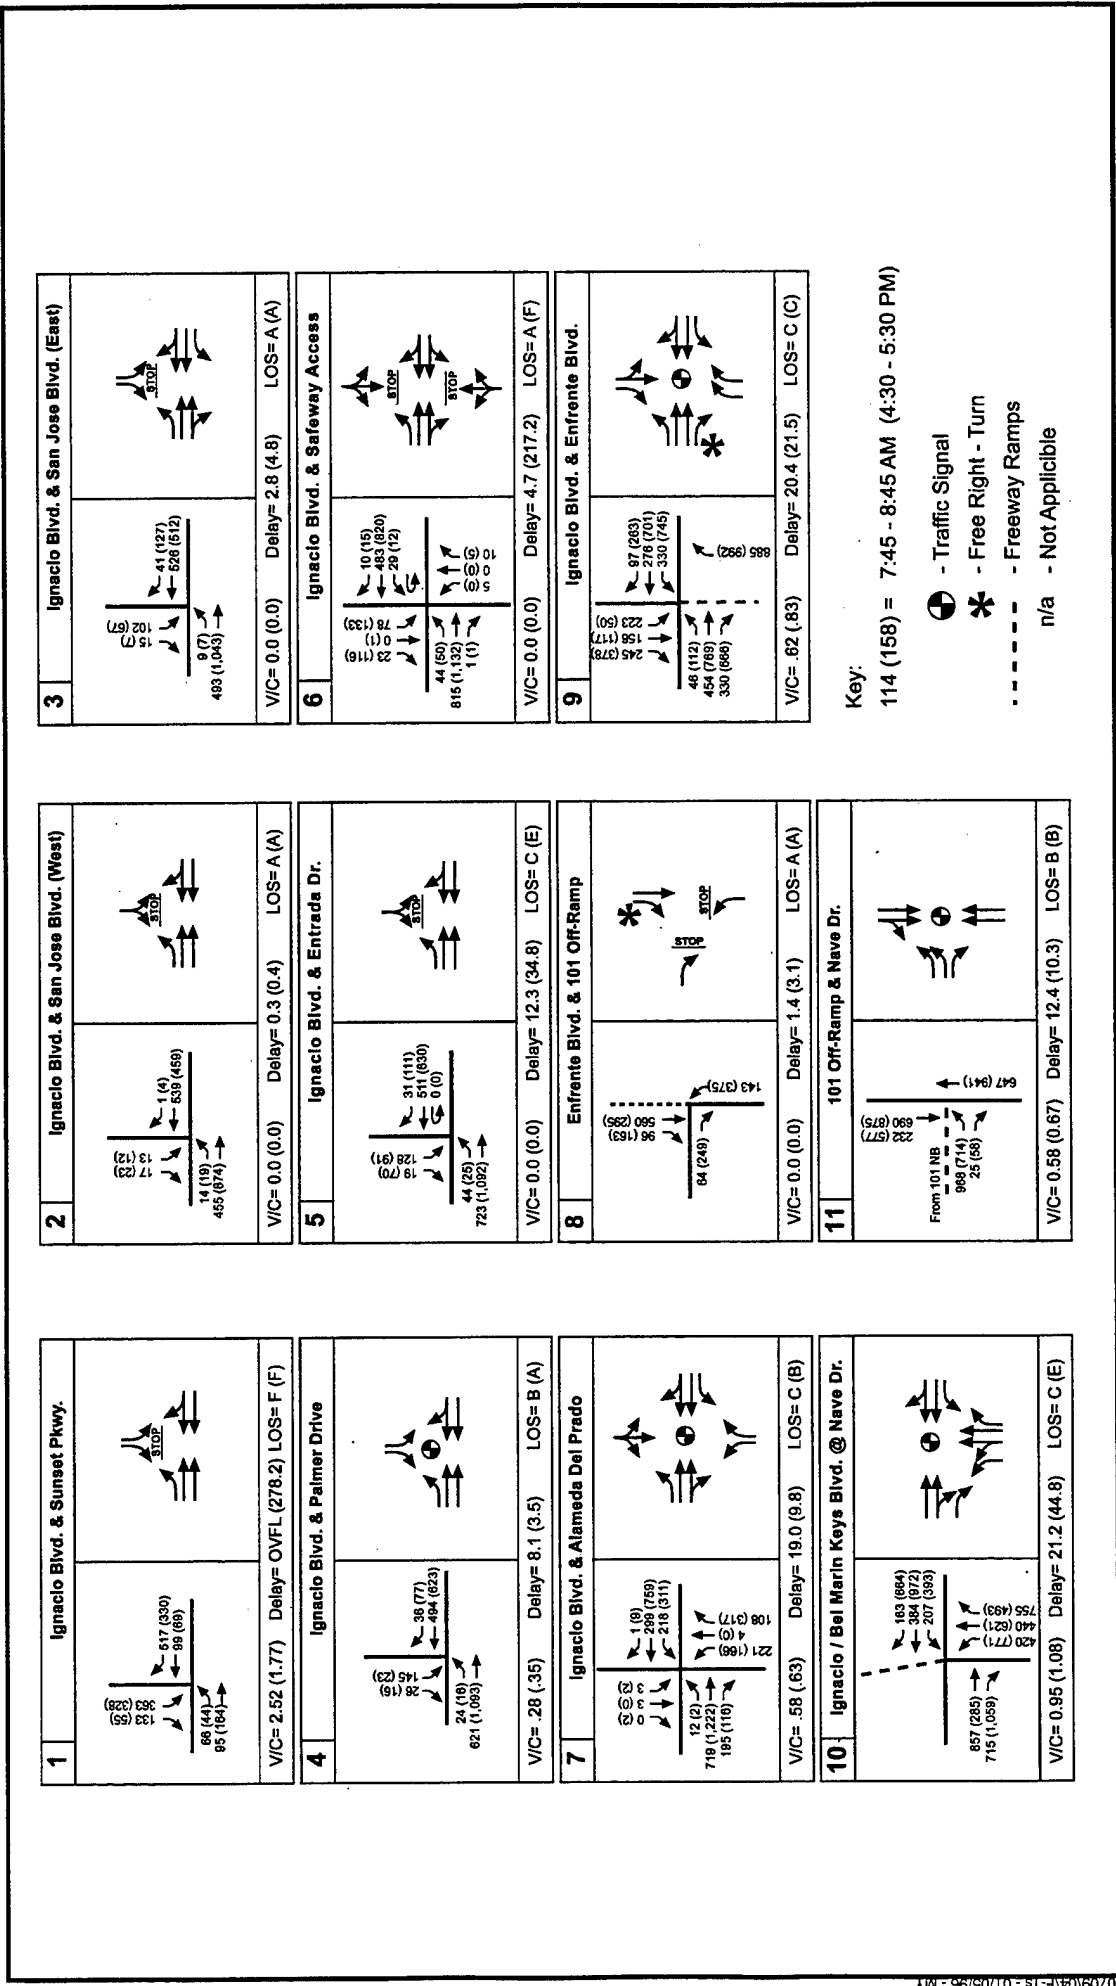 1
Ignacio Blvd. & Sunset Pkwy.
133 (55)
363 (328)
517 (330)
99 (69)
66 (44)
95 (164)
STOP
V/C= 2.52 (1.77) Delay= OVFL (278.2) LOS= F (F)
2
Ignacio Blvd. & San Jose Blvd. (West)
17 (23)
13 (12)
1 (4)
539 (459)
14 (19)
455 (874)
STOP
V/C= 0.0 (0.0) Delay= 0.3 (0.4) LOS= A (A)
3
Ignacio Blvd. & San Jose Blvd. (East)
15 (7)
102 (67)
41 (127)
526 (512)
9 (7)
493 (1,043)
STOP
V/C= 0.0 (0.0) Delay= 2.8 (4.8) LOS= A (A)
4
Ignacio Blvd. & Palmer Drive
26 (16)
145 (23)
36 (77)
494 (623)
24 (16)
621 (1,093)
V/C= .28 (.35) Delay= 8.1 (3.5) LOS= B (A)
5
Ignacio Blvd. & Entrada Dr.
19 (70)
128 (91)
31 (111)
511 (630)
0 (0)
44 (25)
723 (1,092)
STOP
V/C= 0.0 (0.0) Delay= 12.3 (34.8) LOS= C (E)
6
Ignacio Blvd. & Safeway Access
23 (116)
0 (1)
78 (133)
10 (15)
483 (820)
29 (12)
44 (50)
815 (1,132)
1 (1)
5 (0)
0 (0)
10 (5)
STOP
STOP
V/C= 0.0 (0.0) Delay= 4.7 (217.2) LOS= A (F)
7
Ignacio Blvd. & Alameda Del Prado
0 (2)
3 (0)
3 (2)
1 (9)
299 (759)
218 (311)
12 (2)
719 (1,222)
195 (116)
221 (166)
4 (0)
108 (317)
V/C= .58 (.63) Delay= 19.0 (9.8) LOS= C (B)
8
Enfrente Blvd. & 101 Off-Ramp
96 (163)
560 (295)
64 (249)
143 (375)
STOP
STOP
V/C= 0.0 (0.0) Delay= 1.4 (3.1) LOS= A (A)
9
Ignacio Blvd. & Enfrente Blvd.
245 (378)
156 (117)
223 (50)
97 (263)
276 (701)
330 (745)
46 (112)
454 (769)
330 (666)
885 (992)
V/C= .62 (.83) Delay= 20.4 (21.5) LOS= C (C)
10
Ignacio / Bel Marin Keys Blvd. @ Nave Dr.
163 (664)
384 (972)
207 (393)
857 (285)
715 (1,059)
420 (771)
440 (621)
755 (493)
V/C= 0.95 (1.08) Delay= 21.2 (44.8) LOS= C (E)
11
101 Off-Ramp & Nave Dr.
232 (577)
690 (875)
From 101 NB
968 (714)
25 (58)
647 (941)
V/C= 0.58 (0.67) Delay= 12.4 (10.3) LOS= B (B)
Key:
114 (158) = 7:45 - 8:45 AM (4:30 - 5:30 PM)
- Traffic Signal
- Free Right - Turn
- Freeway Ramps
n/a - Not Applicible